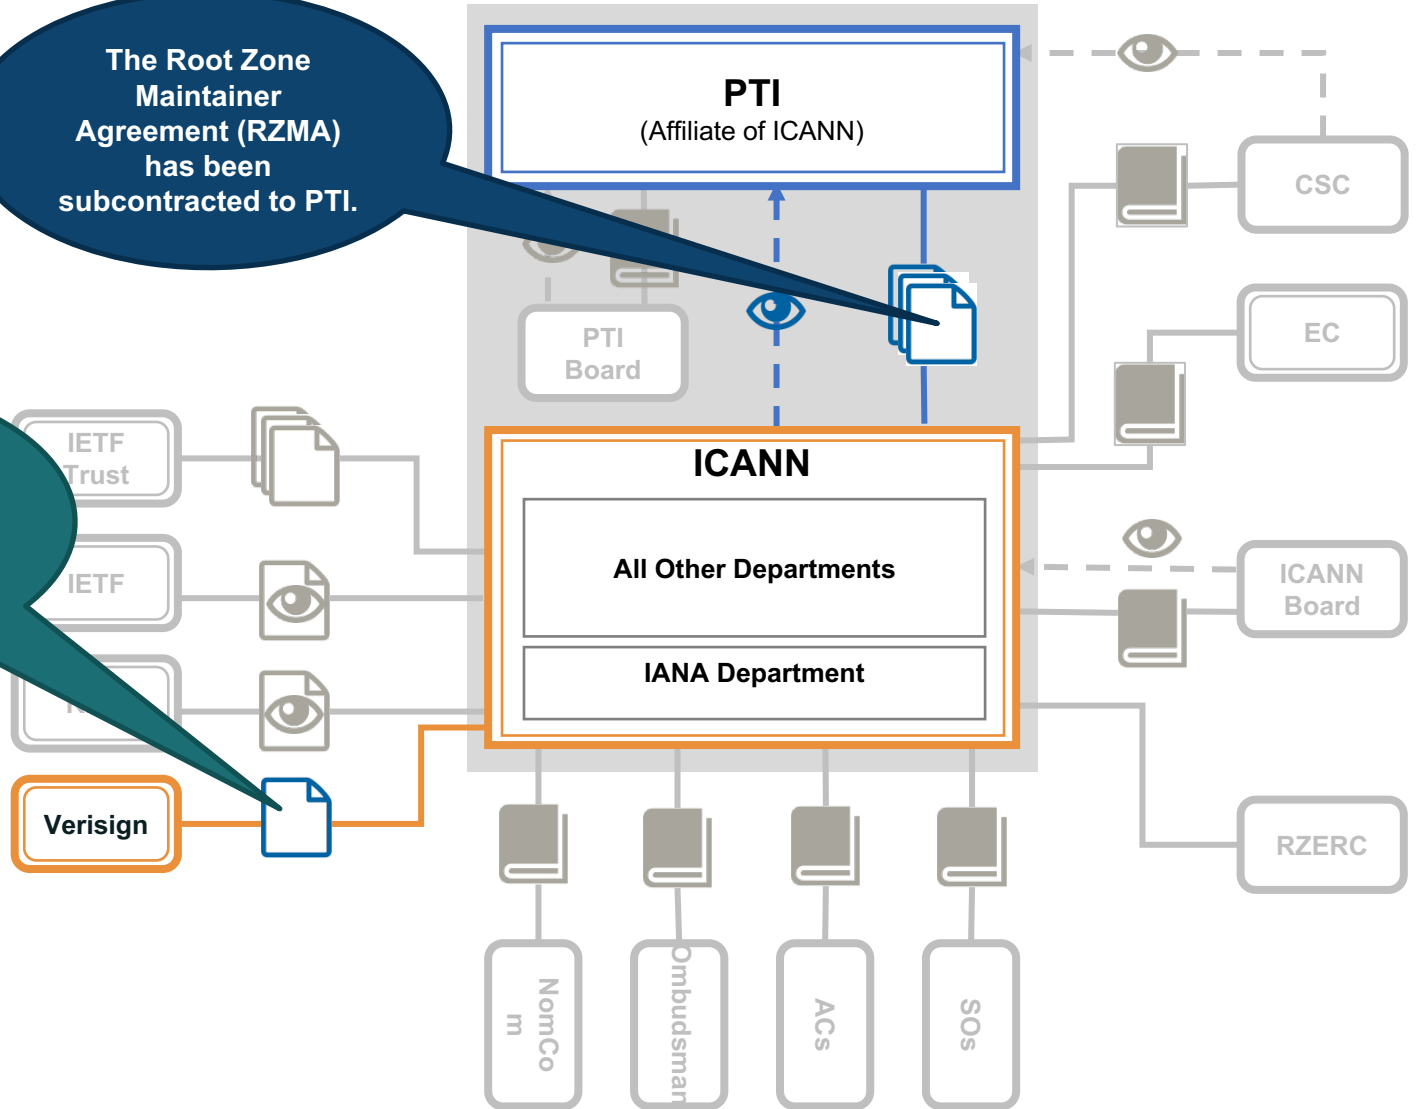 The Root Zone
Maintainer
Agreement (RZMA)
has been
subcontracted to PTI.
PTI
(Affiliate of ICANN)
CSC
EC
PTI
Board
IETF
Trust
ICANN
All Other Departments
IETF
ICANN
Board
IANA Department
Verisign
RZERC
NomCo
m
Ombudsman
ACs
SOs